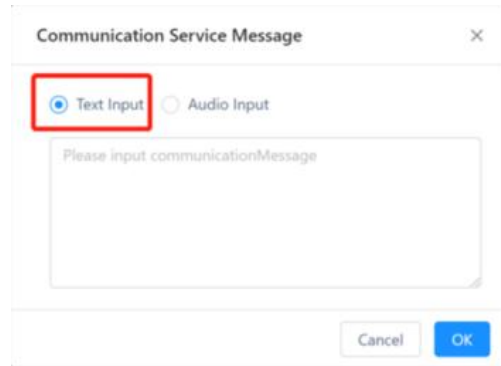 Communication Service Message
Text Input Audio Input
Please input communicationMessage
Cancel OK